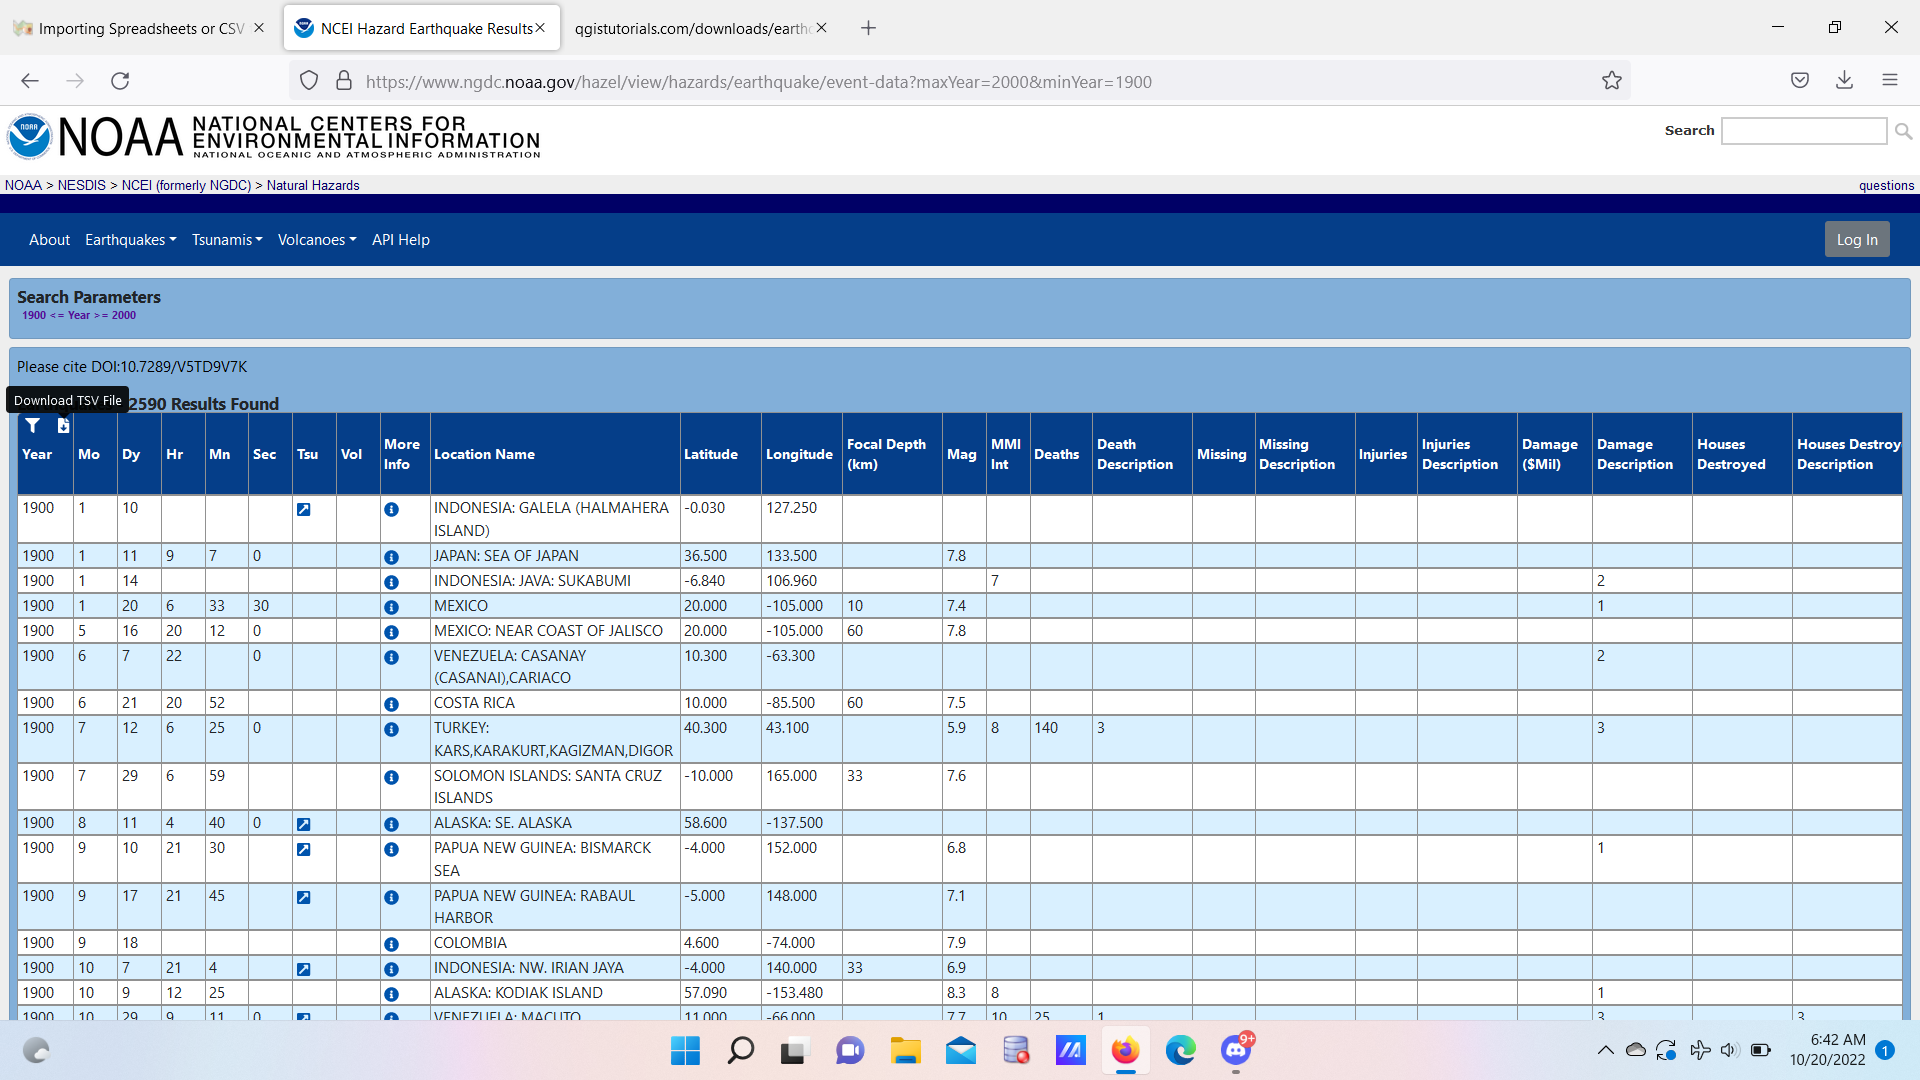 Importing Spreadsheets or CSV
NCEI Hazard Earthquake Results
qgistutorials.com/downloads/earthc
https://www.ngdc.noaa.gov/hazel/view/hazards/earthquake/event-data?maxYear=2000&minYear=1900
NOAA NATIONAL CENTERS FOR
ENVIRONMENTAL INFORMATION
NATIONAL OCEANIC AND ATMOSPHERIC ADMINISTRATION
Search
NOAA > NESDIS > NCEI (formerly NGDC) > Natural Hazards
questions
About Earthquakes Tsunamis Volcanoes API Help
Log In
Search Parameters
1900 <= Year >= 2000
Please cite DOI:10.7289/V5TD9V7K
Download TSV File
2590 Results Found
Year Mo Dy Hr Mn Sec Tsu Vol More Info Location Name Latitude Longitude Focal Depth (km) Mag MMI Int Deaths Death Description Missing Missing Description Injuries Injuries Description Damage ($Mil) Damage Description Houses Destroyed Houses Destroy Description
1900 1 10 INDONESIA: GALELA (HALMAHERA ISLAND) -0.030 127.250
1900 1 11 9 7 0 JAPAN: SEA OF JAPAN 36.500 133.500 7.8
1900 1 14 INDONESIA: JAVA: SUKABUMI -6.840 106.960 7 2
1900 1 20 6 33 30 MEXICO 20.000 -105.000 10 7.4 1
1900 5 16 20 12 0 MEXICO: NEAR COAST OF JALISCO 20.000 -105.000 60 7.8
1900 6 7 22 0 VENEZUELA: CASANAY (CASANAI),CARIACO 10.300 -63.300 2
1900 6 21 20 52 COSTA RICA 10.000 -85.500 60 7.5
1900 7 12 6 25 0 TURKEY: KARS,KARAKURT,KAGIZMAN,DIGOR 40.300 43.100 5.9 8 140 3 3
1900 7 29 6 59 SOLOMON ISLANDS: SANTA CRUZ ISLANDS -10.000 165.000 33 7.6
1900 8 11 4 40 0 ALASKA: SE. ALASKA 58.600 -137.500
1900 9 10 21 30 PAPUA NEW GUINEA: BISMARCK SEA -4.000 152.000 6.8 1
1900 9 17 21 45 PAPUA NEW GUINEA: RABAUL HARBOR -5.000 148.000 7.1
1900 9 18 COLOMBIA 4.600 -74.000 7.9
1900 10 7 21 4 INDONESIA: NW. IRIAN JAYA -4.000 140.000 33 6.9
1900 10 9 12 25 ALASKA: KODIAK ISLAND 57.090 -153.480 8.3 8 1
1900 10 29 9 11 0 VENEZUELA: MACUTO 11.000 -66.000 7.7 10 25 1 3 3
9+
6:42 AM
10/20/2022
1